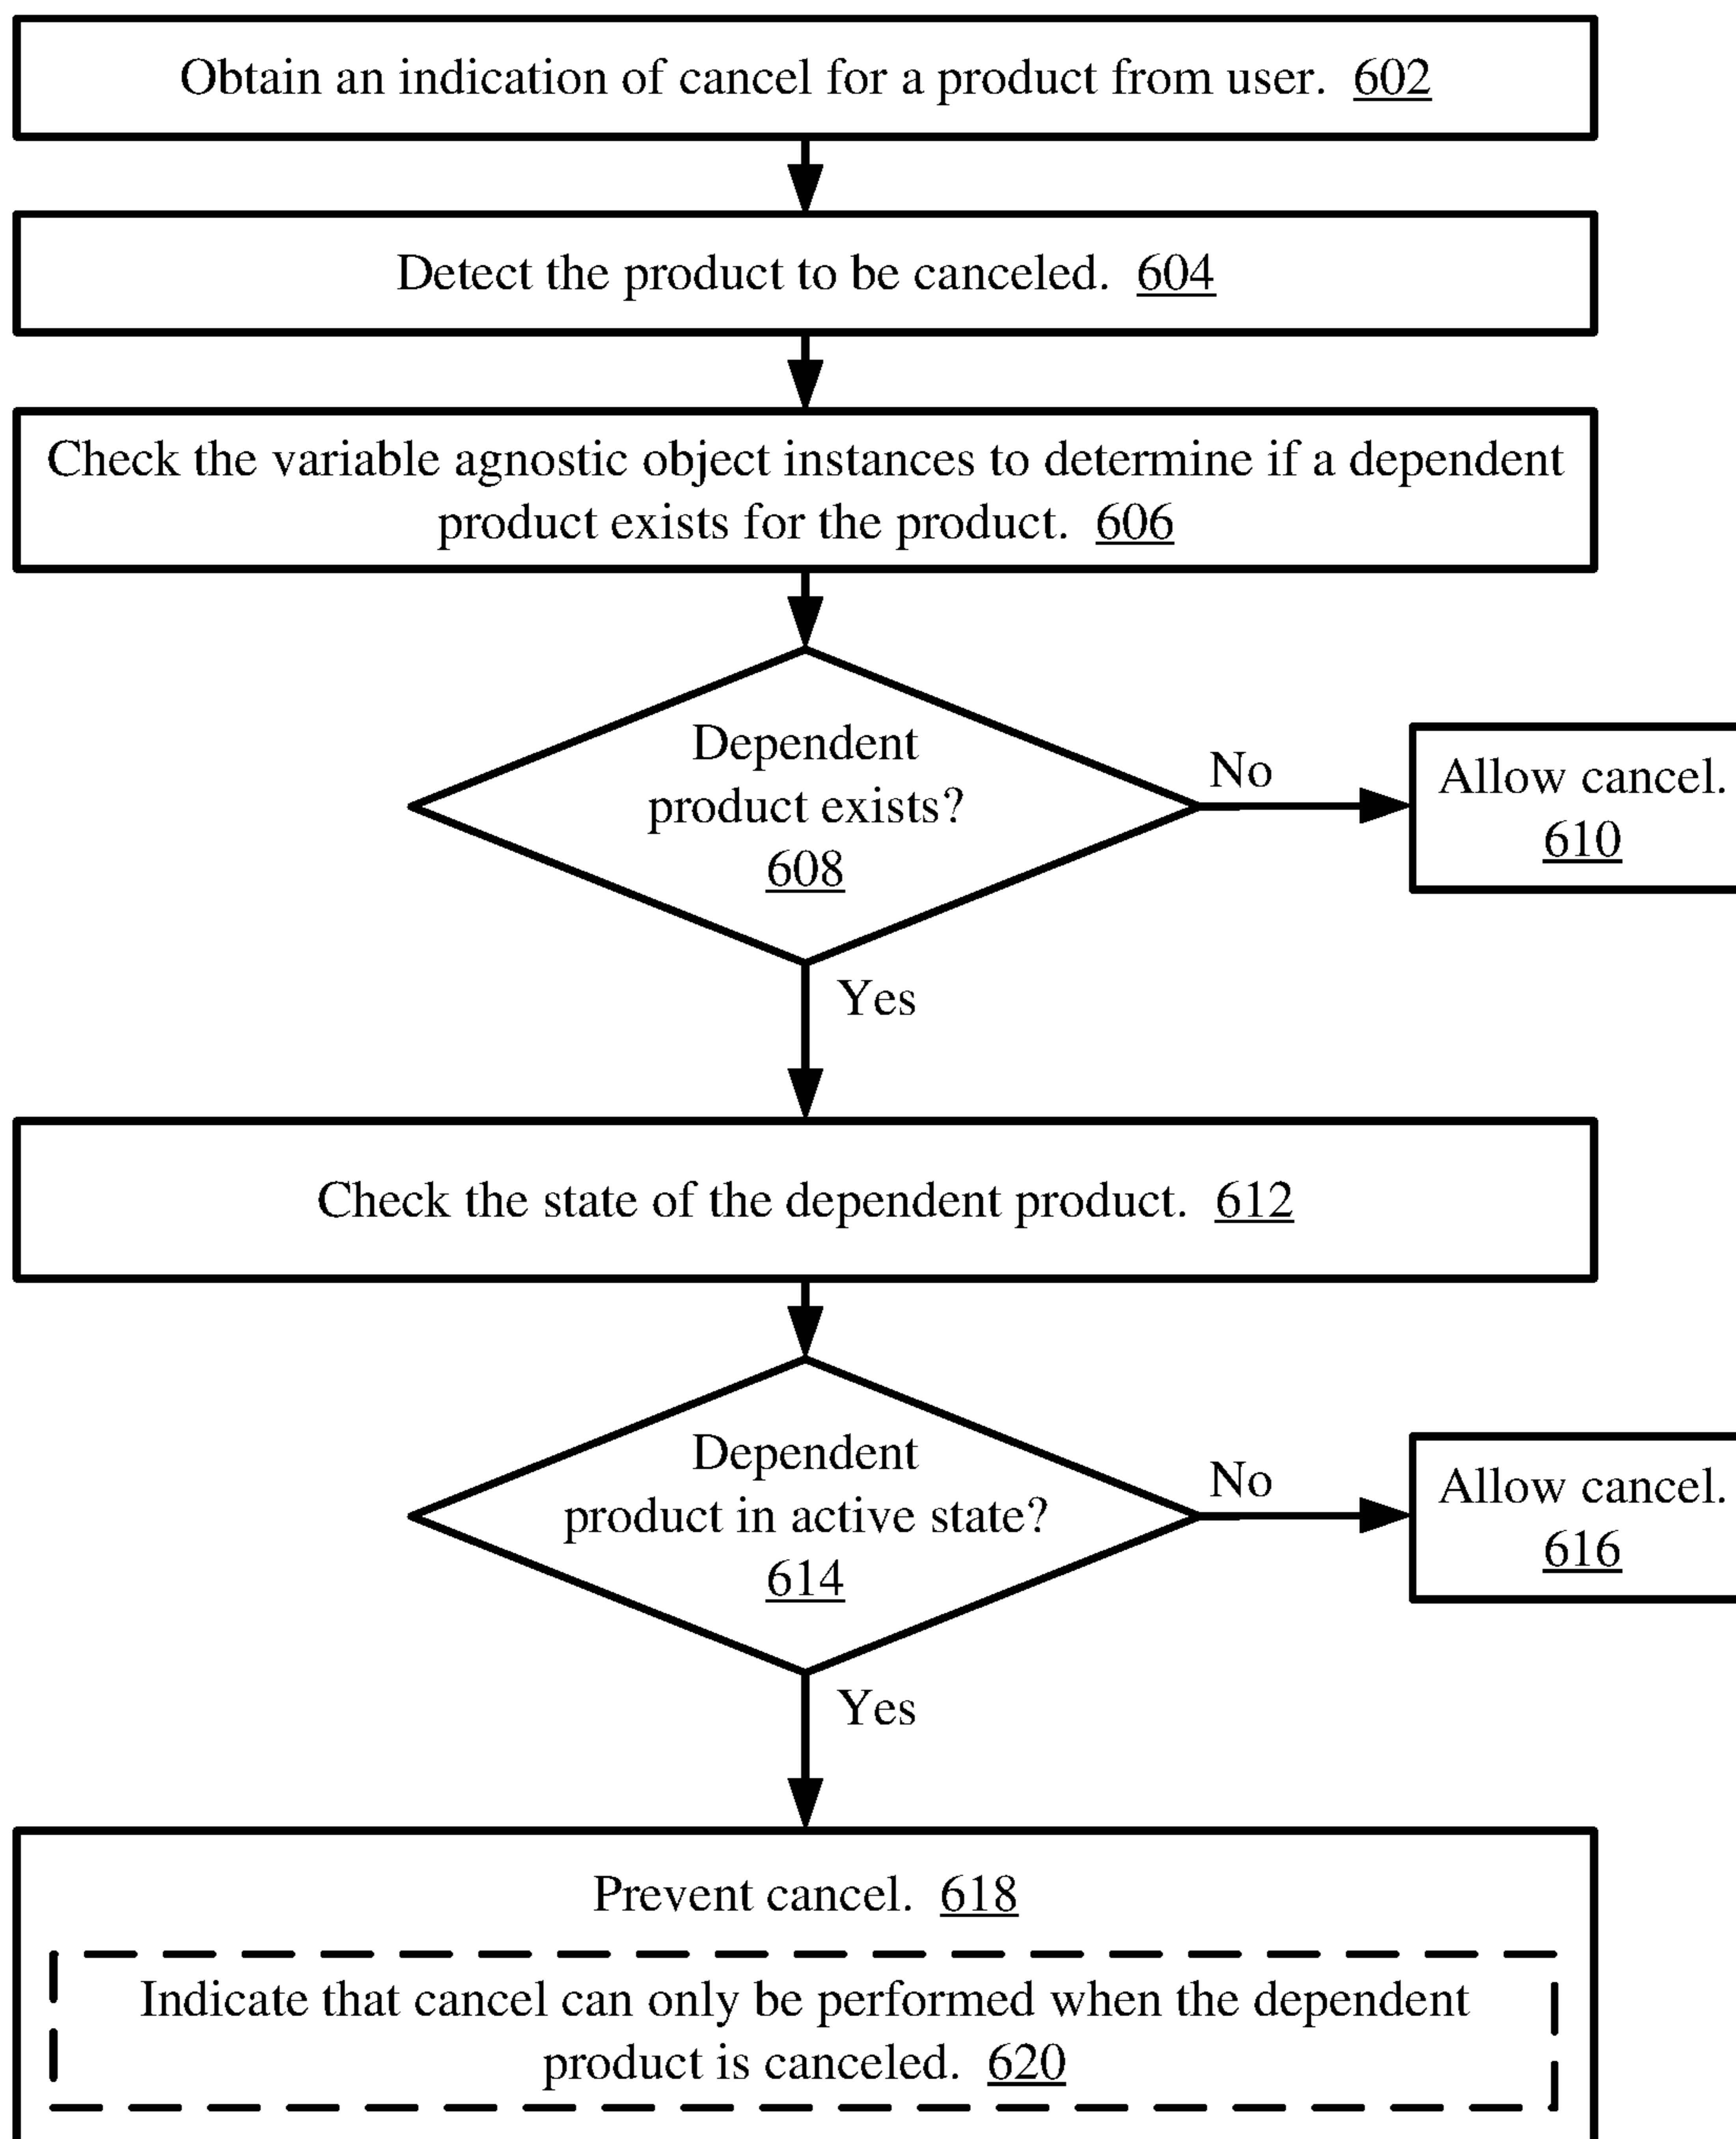 Obtain an indication of cancel for a product from user. 602
Detect the product to be canceled. 604
Check the variable agnostic object instances to determine if a dependent
product exists for the product. 606
Dependent
product exists?
608
No
Allow cancel.
610
Yes
Check the state of the dependent product. 612
Dependent
product in active state?
614
No
Allow cancel.
616
Yes
Prevent cancel. 618
Indicate that cancel can only be performed when the dependent
product is canceled. 620